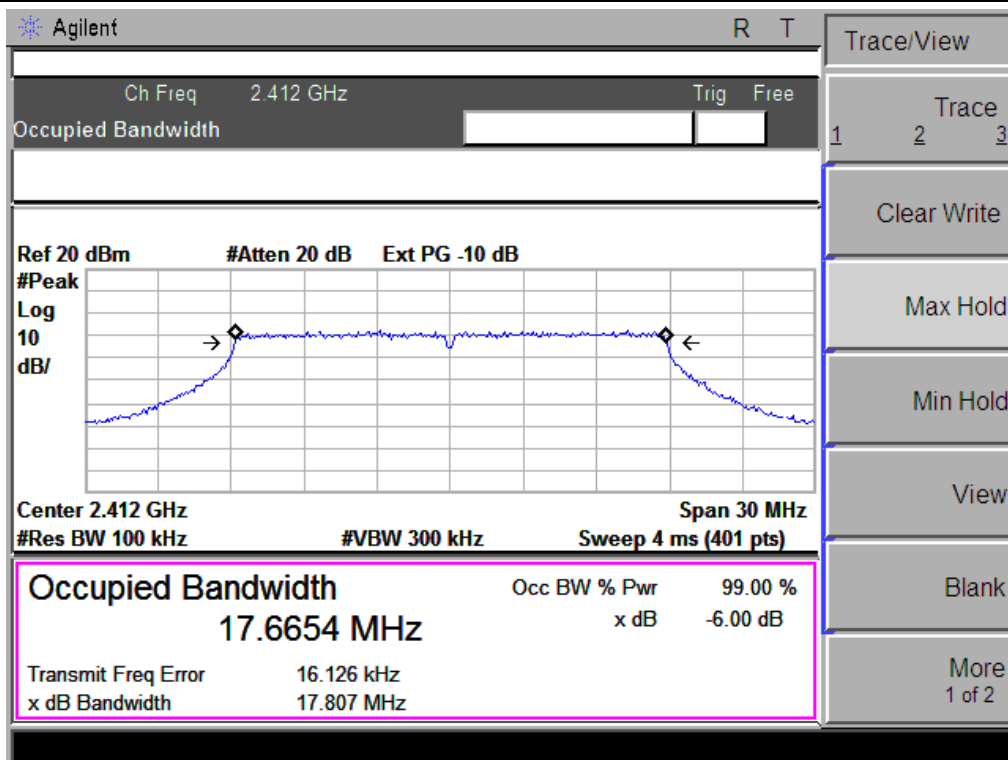 Agilent R T
Trace/View
Ch Freq 2.412 GHz Trig Free
Occupied Bandwidth
Trace
1 2 3
Clear Write
Ref 20 dBm #Atten 20 dB Ext PG -10 dB
#Peak
Log
10
dB/
Max Hold
Min Hold
View
Center 2.412 GHz Span 30 MHz
#Res BW 100 kHz #VBW 300 kHz Sweep 4 ms (401 pts)
Occupied Bandwidth
17.6654 MHz
Occ BW % Pwr 99.00 %
x dB -6.00 dB
Transmit Freq Error 16.126 kHz
x dB Bandwidth 17.807 MHz
Blank
More
1 of 2